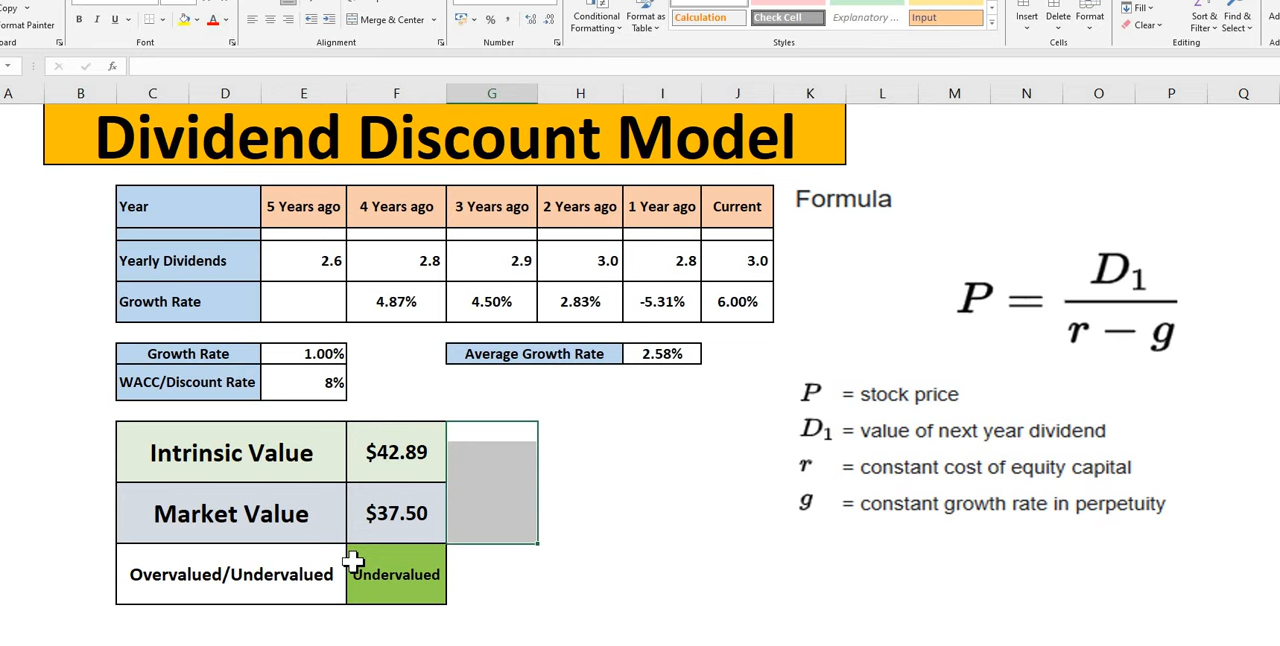 Copy
Format Painter
board
B I U A
Font
Merge & Center
Alignment
% 9
Number
Conditional Formatting
Format as Table
Calculation
Check Cell
Explanatory ...
Input
Styles
Insert Delete Format
Cells
Fill
Clear
Sort & Filter
Find & Select
Editing
fx
A B C D E F G H I J K L M N O P Q
Dividend Discount Model
Year 5 Years ago 4 Years ago 3 Years ago 2 Years ago 1 Year ago Current
Yearly Dividends 2.6 2.8 2.9 3.0 2.8 3.0
Growth Rate 4.87% 4.50% 2.83% -5.31% 6.00%
Growth Rate 1.00% Average Growth Rate 2.58%
WACC/Discount Rate 8%
Intrinsic Value $42.89
Market Value $37.50
Overvalued/Undervalued Undervalued
Formula
P = D1 / r − g
P = stock price
D1 = value of next year dividend
r = constant cost of equity capital
g = constant growth rate in perpetuity